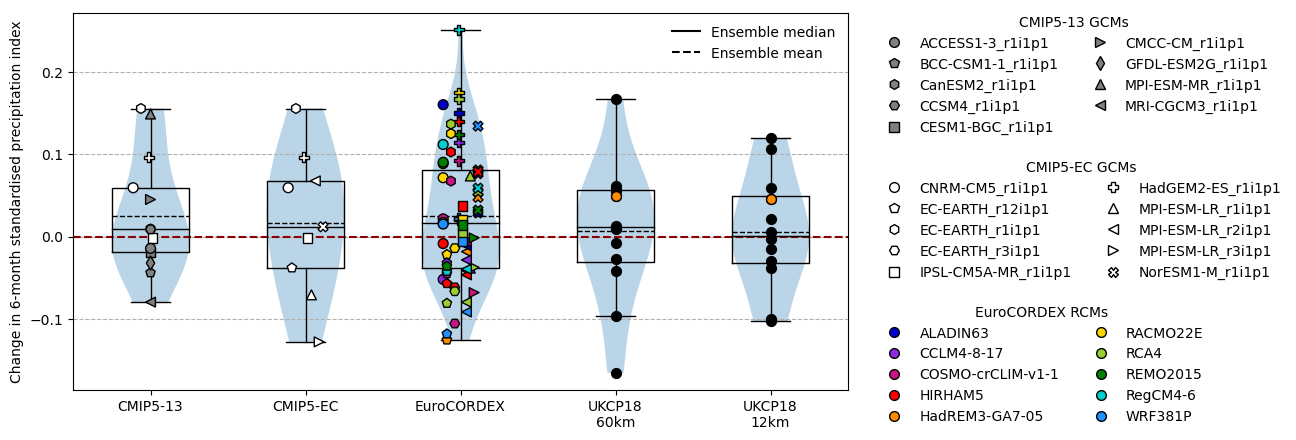 Change in 6-month standardised precipitation index
0.2
0.1
0.0
−0.1
Ensemble median
Ensemble mean
CMIP5-13
CMIP5-EC
EuroCORDEX
UKCP18
60km
UKCP18
12km
CMIP5-13 GCMs
ACCESS1-3_r1i1p1
BCC-CSM1-1_r1i1p1
CanESM2_r1i1p1
CCSM4_r1i1p1
CESM1-BGC_r1i1p1
CMCC-CM_r1i1p1
GFDL-ESM2G_r1i1p1
MPI-ESM-MR_r1i1p1
MRI-CGCM3_r1i1p1
CMIP5-EC GCMs
CNRM-CM5_r1i1p1
EC-EARTH_r12i1p1
EC-EARTH_r1i1p1
EC-EARTH_r3i1p1
IPSL-CM5A-MR_r1i1p1
HadGEM2-ES_r1i1p1
MPI-ESM-LR_r1i1p1
MPI-ESM-LR_r2i1p1
MPI-ESM-LR_r3i1p1
NorESM1-M_r1i1p1
EuroCORDEX RCMs
ALADIN63
CCLM4-8-17
COSMO-crCLIM-v1-1
HIRHAM5
HadREM3-GA7-05
RACMO22E
RCA4
REMO2015
RegCM4-6
WRF381P